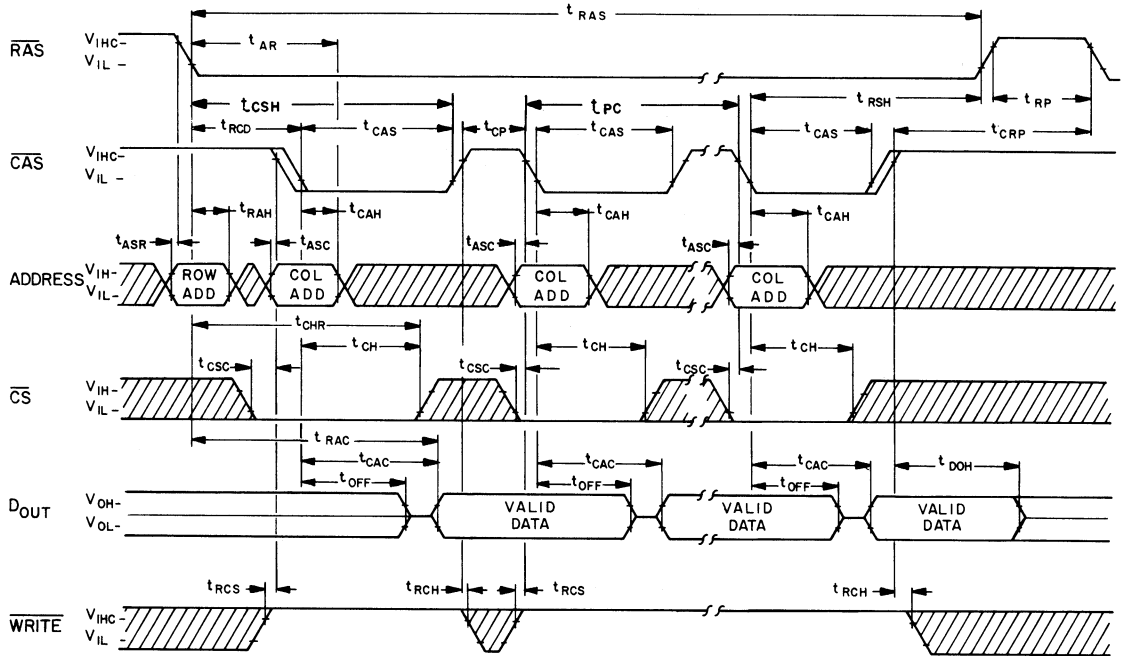 t RAS
RAS
VIHC-
VIL -
t AR
tCSH
tPC
t RSH
t RP
t RCD
t CAS
tCP
t CAS
t CAS
tCRP
CAS
VIHC-
VIL -
t RAH
t CAH
t CAH
t CAH
t ASR
t ASC
t ASC
t ASC
ADDRESS
VIH-
VIL-
ROW
ADD
COL
ADD
COL
ADD
COL
ADD
t CHR
t CH
t CH
t CH
t CSC
t CSC
t CSC
CS
VIH-
VIL-
t RAC
t CAC
t CAC
t CAC
t DOH
t OFF
t OFF
t OFF
DOUT
VOH-
VOL-
VALID
DATA
VALID
DATA
VALID
DATA
t RCS
t RCH
t RCS
t RCH
WRITE
VIHC
VIL -